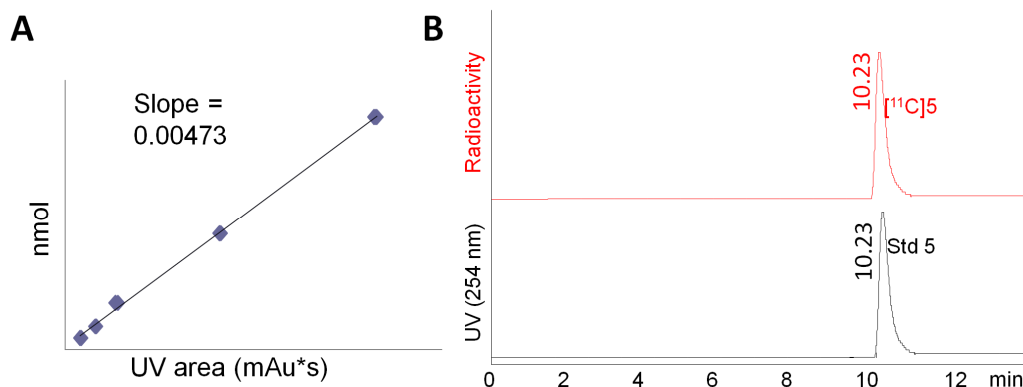 A
Slope =
0.00473
nmol
UV area (mAu*s)
B
Radioactivity
10.23
[¹¹C]5
UV (254 nm)
10.23
Std 5
0 2 4 6 8 10 12 min